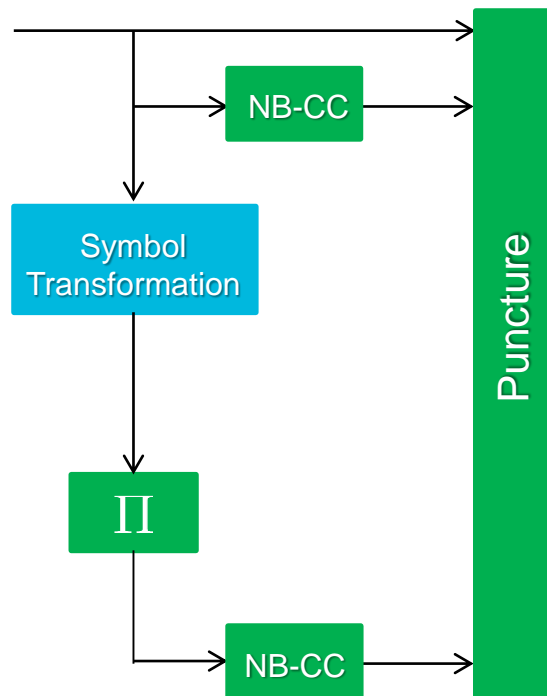 NB-CC
Symbol
Transformation
Puncture
∏
NB-CC